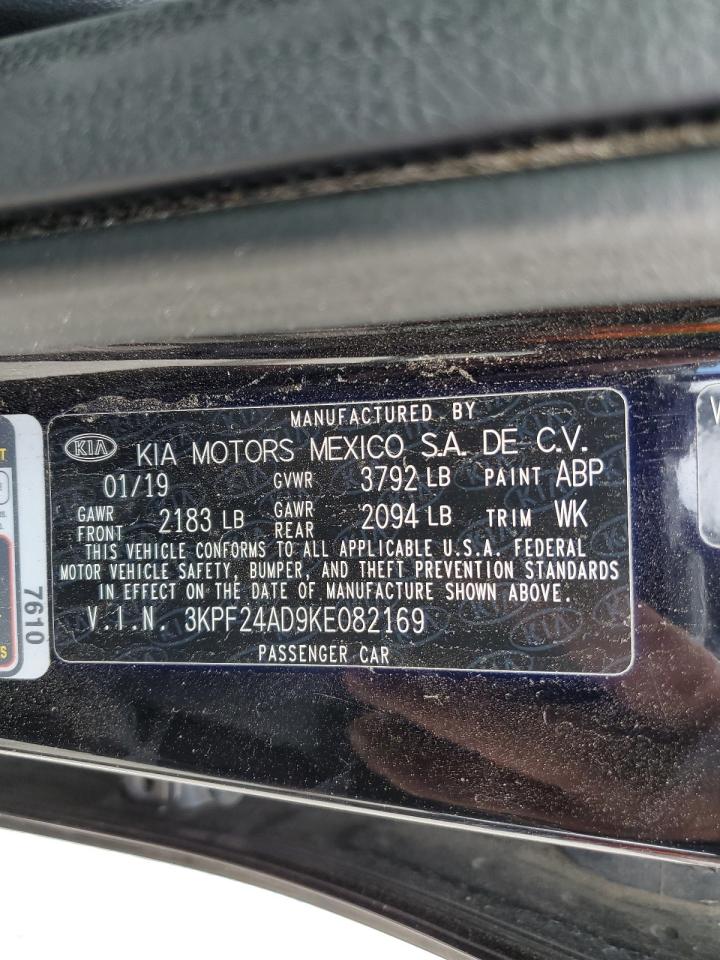 MANUFACTURED BY
KIA KIA MOTORS MEXICO, S.A. DE C.V.
01/19 GVWR 3792 LB PAINT ABP
GAWR FRONT 2183 LB GAWR REAR 2094 LB TRIM WK
THIS VEHICLE CONFORMS TO ALL APPLICABLE U.S.A. FEDERAL
MOTOR VEHICLE SAFETY, BUMPER, AND THEFT PREVENTION STANDARDS
IN EFFECT ON THE DATE OF MANUFACTURE SHOWN ABOVE.
V.I.N. 3KPF24AD9KE082169
PASSENGER CAR
7610